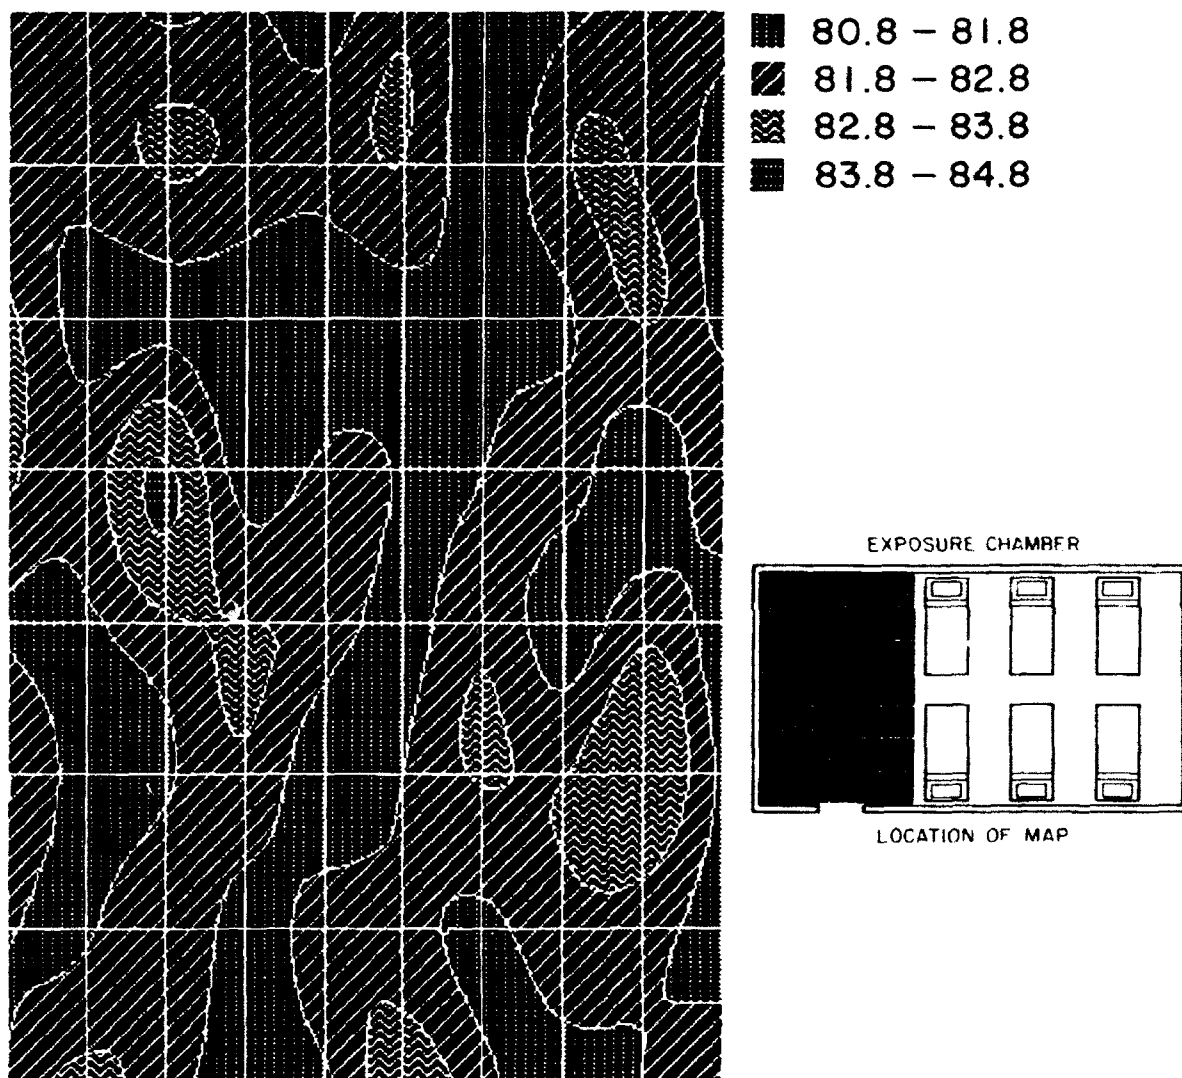 80.8 – 81.8
81.8 – 82.8
82.8 – 83.8
83.8 – 84.8
EXPOSURE CHAMBER
LOCATION OF MAP